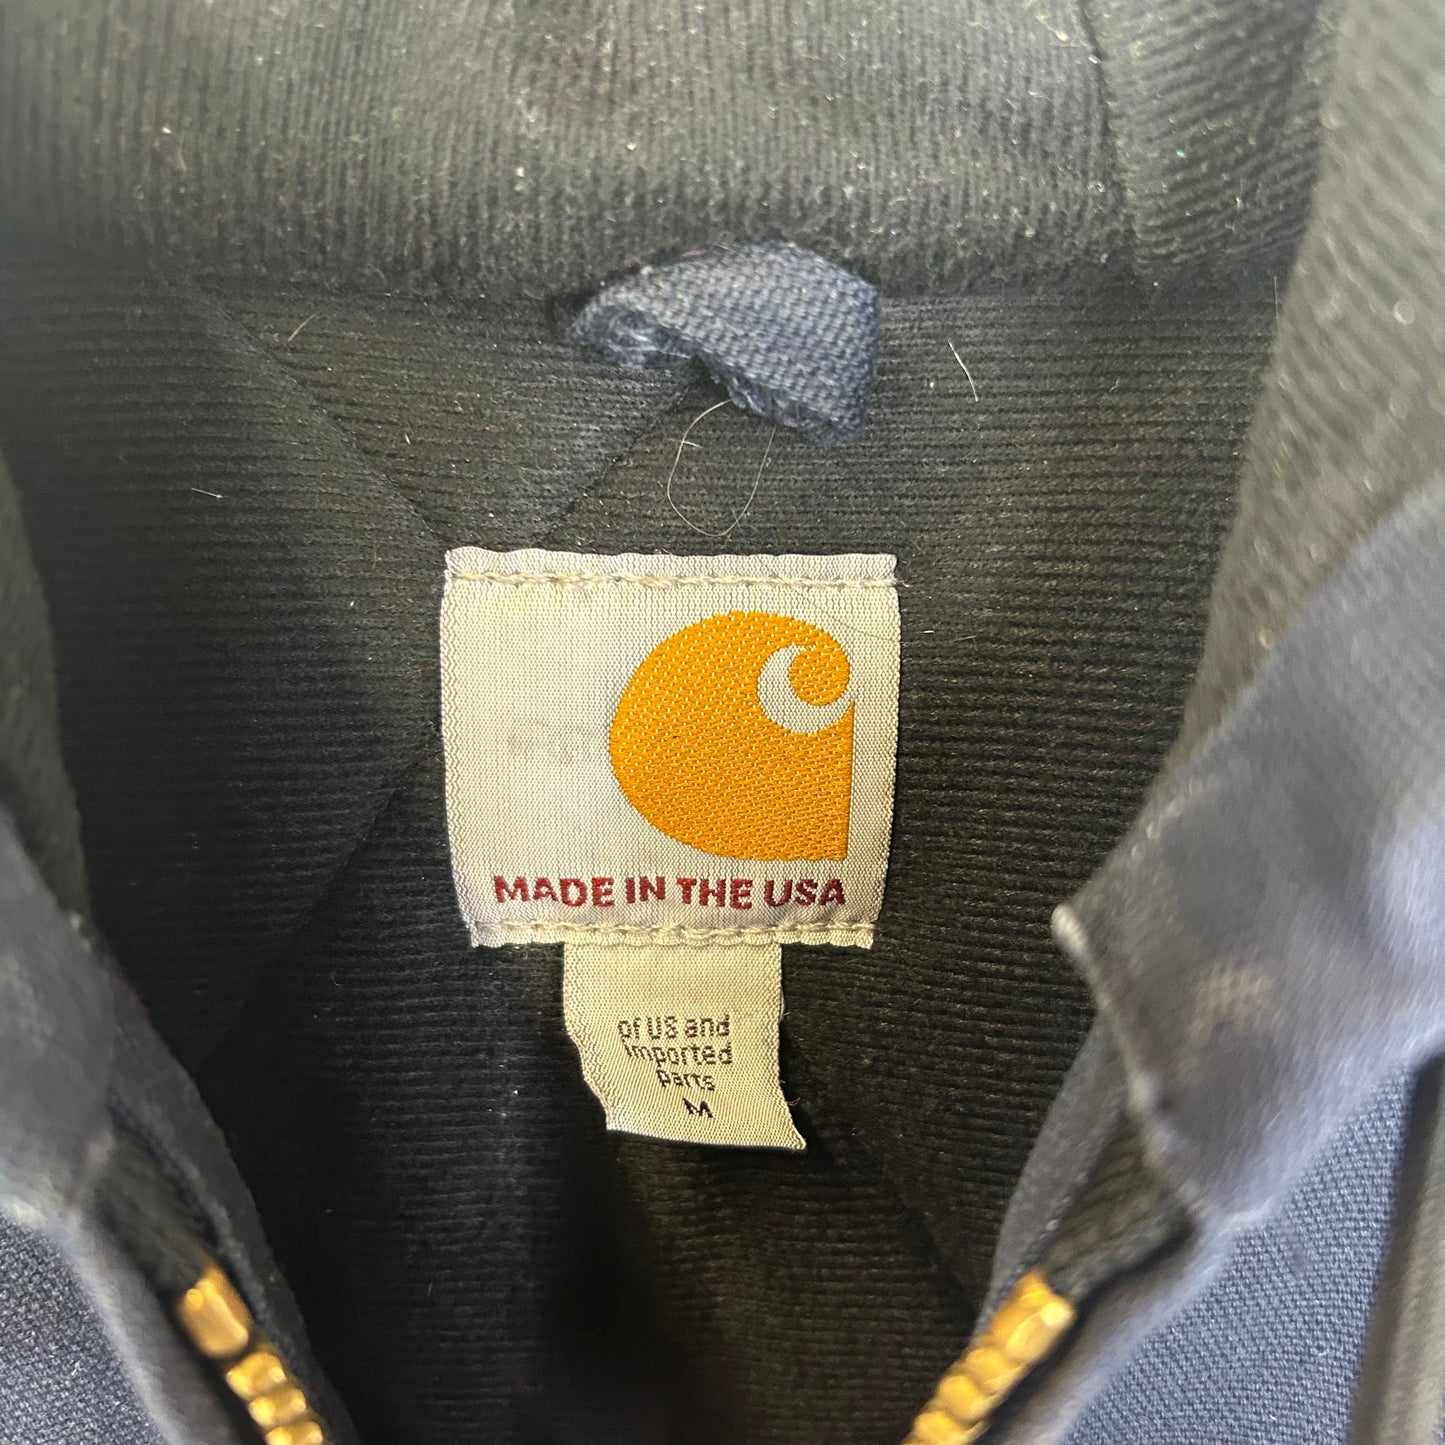 MADE IN THE USA
of US and
Imported
parts
M